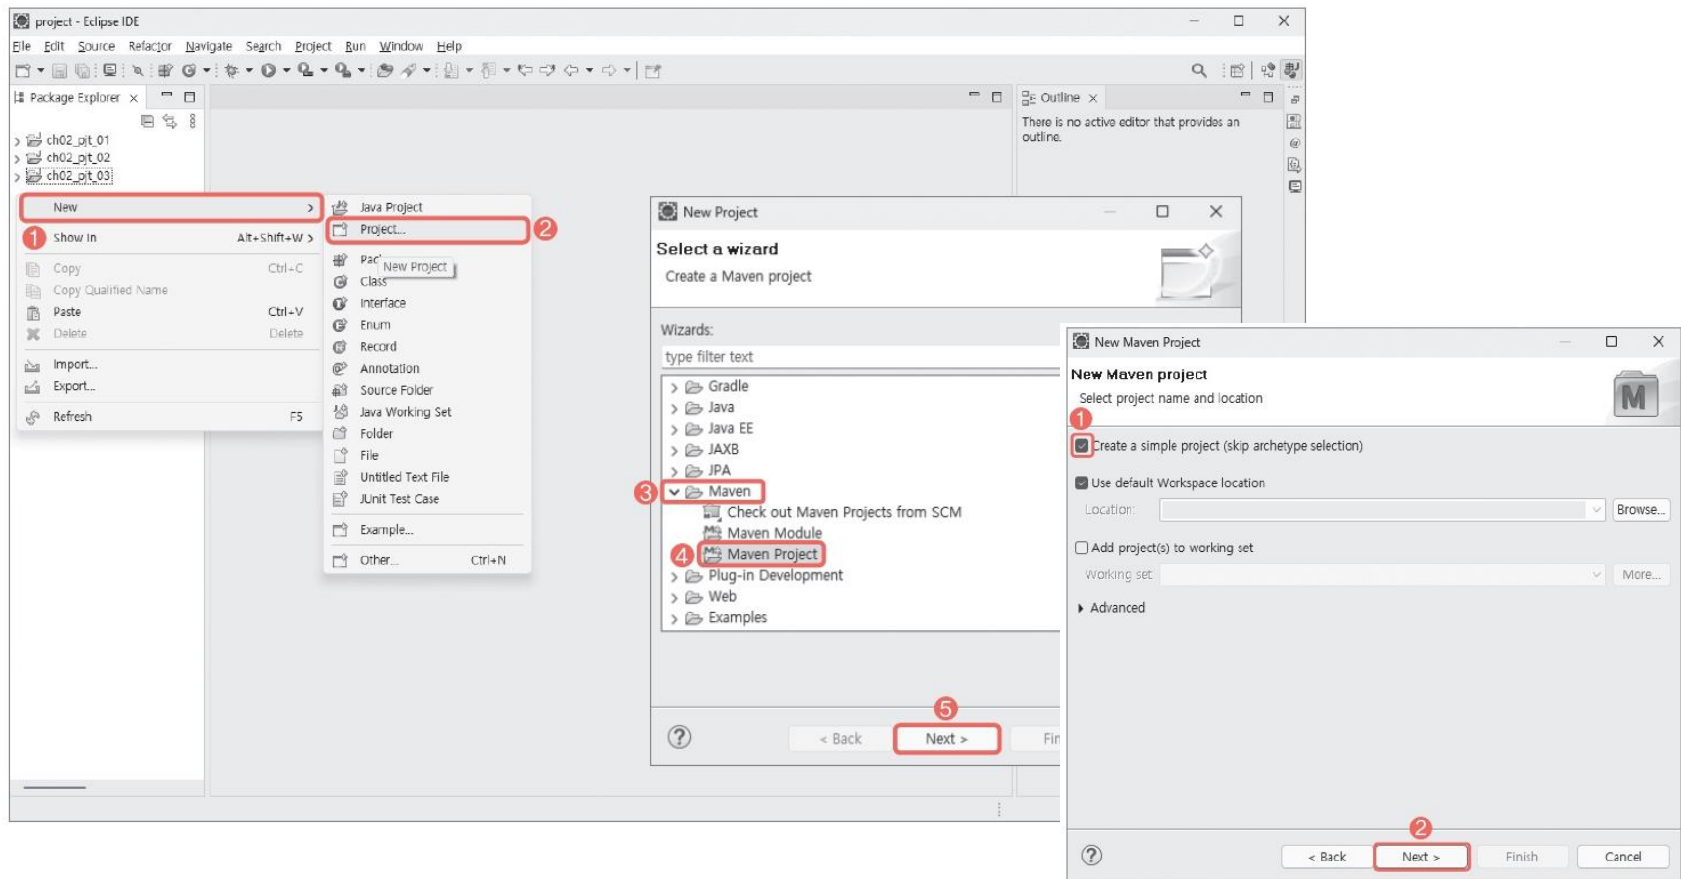 project - Eclipse IDE
File Edit Source Refactor Navigate Search Project Run Window Help
Package Explorer
ch02_pjt_01
ch02_pjt_02
ch02_pjt_03
Outline
There is no active editor that provides an
outline.
New
1
Show In Alt+Shift+W
Copy Ctrl+C
Copy Qualified Name
Paste Ctrl+V
Delete Delete
Import...
Export...
Refresh F5
Java Project
Project... 2
New Project
Class
Interface
Enum
Record
Annotation
Source Folder
Java Working Set
Folder
File
Untitled Text File
JUnit Test Case
Example...
Other... Ctrl+N
New Project
Select a wizard
Create a Maven project
Wizards:
type filter text
Gradle
Java
Java EE
JAXB
JPA
3 Maven
Check out Maven Projects from SCM
Maven Module
4 Maven Project
Plug-in Development
Web
Examples
5
? < Back Next >
New Maven Project
New Maven project
Select project name and location
M
1
Create a simple project (skip archetype selection)
Use default Workspace location
Location: Browse...
Add project(s) to working set
Working set: More...
Advanced
2
? < Back Next > Finish Cancel